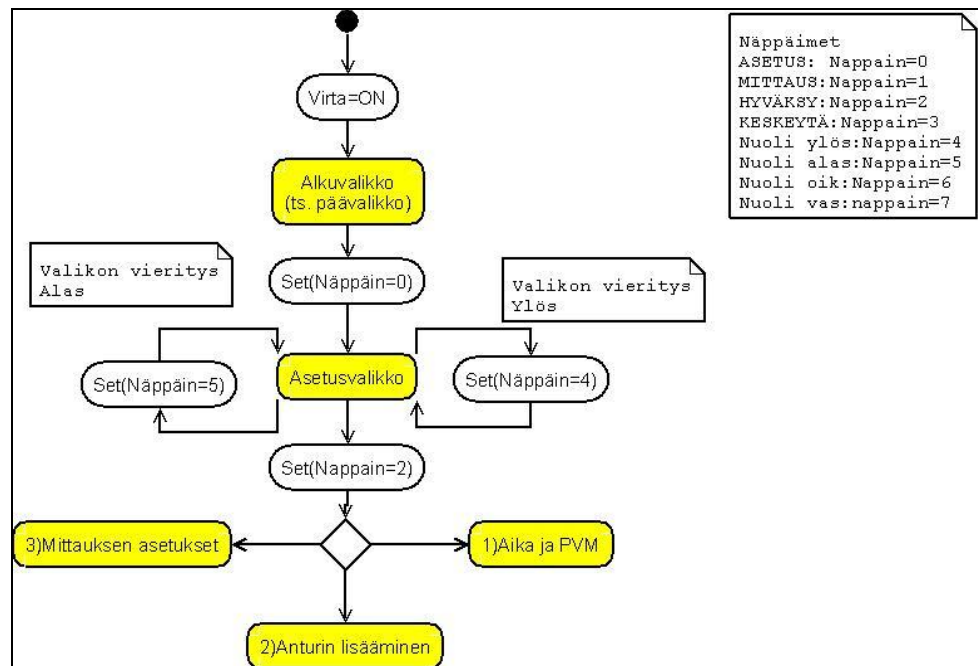 Virta=ON
Näppäimet
ASETUS: Nappain=0
MITTAUS:Nappain=1
HYVÄKSY:Nappain=2
KESKEYTÄ:Nappain=3
Nuoli ylös:Nappain=4
Nuoli alas:Nappain=5
Nuoli oik:Nappain=6
Nuoli vas:nappain=7
Alkuvalikko
(ts. päävalikko)
Valikon vieritys
Alas
Set(Näppäin=0)
Valikon vieritys
Ylös
Set(Näppäin=5)
Asetusvalikko
Set(Näppäin=4)
Set(Nappain=2)
3)Mittauksen asetukset
1)Aika ja PVM
2)Anturin lisääminen